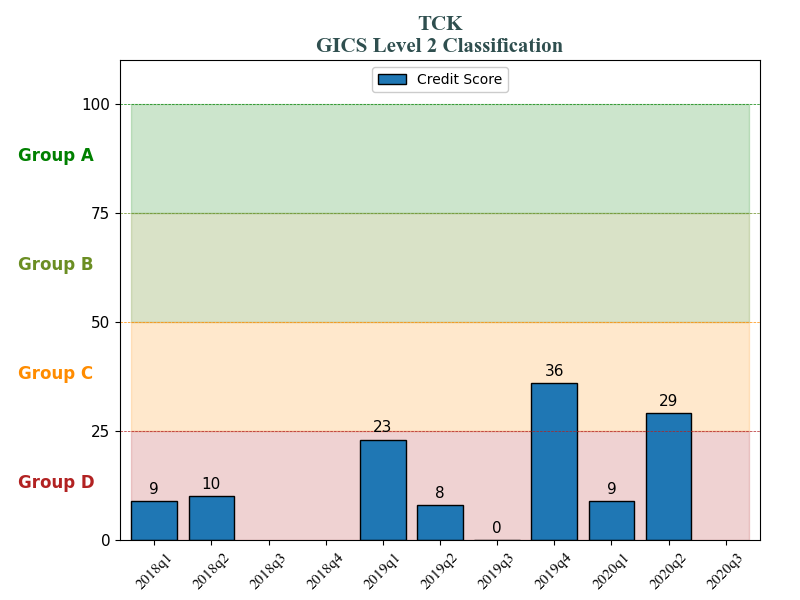 TCK
GICS Level 2 Classification
Credit Score
100
Group A
75
Group B
50
Group C
36
29
25
23
Group D
9
10
8
9
0
0
2018q1
2018q2
2018q3
2018q4
2019q1
2019q2
2019q3
2019q4
2020q1
2020q2
2020q3